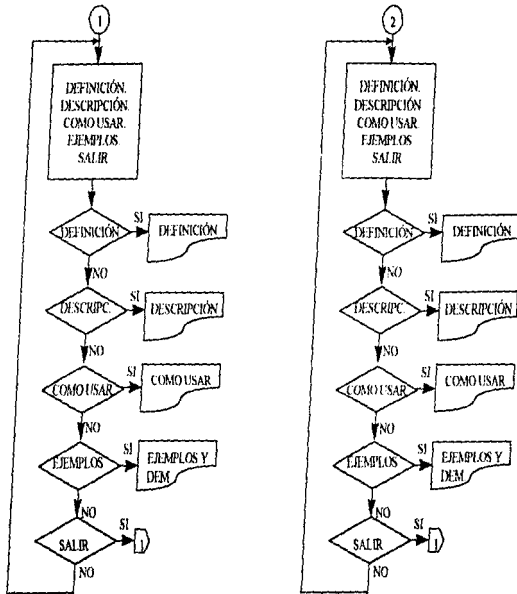 1
DEFINICIÓN.
DESCRIPCIÓN.
COMO USAR.
EJEMPLOS
SALIR
DEFINICIÓN
SI
DEFINICIÓN
NO
DESCRIPC.
SI
DESCRIPCIÓN
NO
COMO USAR
SI
COMO USAR
NO
EJEMPLOS
SI
EJEMPLOS Y
DEM
NO
SALIR
SI
1
NO
2
DEFINICIÓN.
DESCRIPCIÓN
COMO USAR
EJEMPLOS
SALIR
DEFINICIÓN
SI
DEFINICIÓN
NO
DESCRIPC.
SI
DESCRIPCIÓN
NO
COMO USAR
SI
COMO USAR
NO
EJEMPLOS
SI
EJEMPLOS Y
DEM
NO
SALIR
SI
1
NO